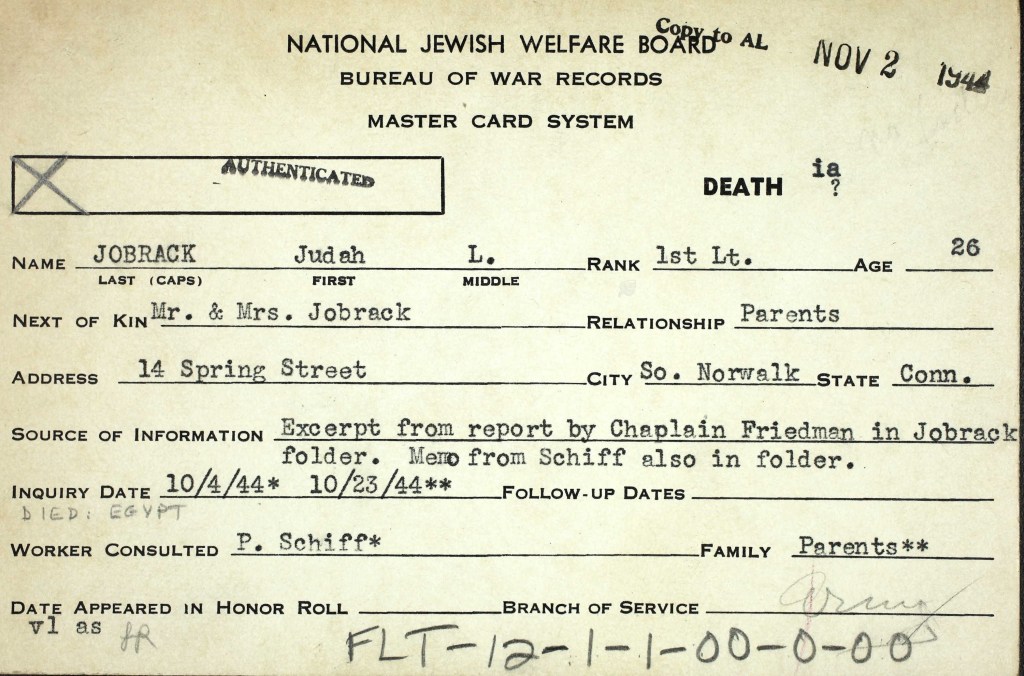 Copy to AL
NATIONAL JEWISH WELFARE BOARD
NOV 2 1944
BUREAU OF WAR RECORDS
MASTER CARD SYSTEM
AUTHENTICATED
DEATH ia ?
NAME JOBRACK Judah L. RANK 1st Lt. AGE 26
LAST (CAPS) FIRST MIDDLE
NEXT OF KIN Mr. & Mrs. Jobrack RELATIONSHIP Parents
ADDRESS 14 Spring Street CITY So. Norwalk STATE Conn.
SOURCE OF INFORMATION Excerpt from report by Chaplain Friedman in Jobrack
folder. Memo from Schiff also in folder.
INQUIRY DATE 10/4/44* 10/23/44** FOLLOW-UP DATES
DIED: EGYPT
WORKER CONSULTED P. Schiff* FAMILY Parents**
DATE APPEARED IN HONOR ROLL BRANCH OF SERVICE Army
vl as
FLT-12-1-1-00-0-00